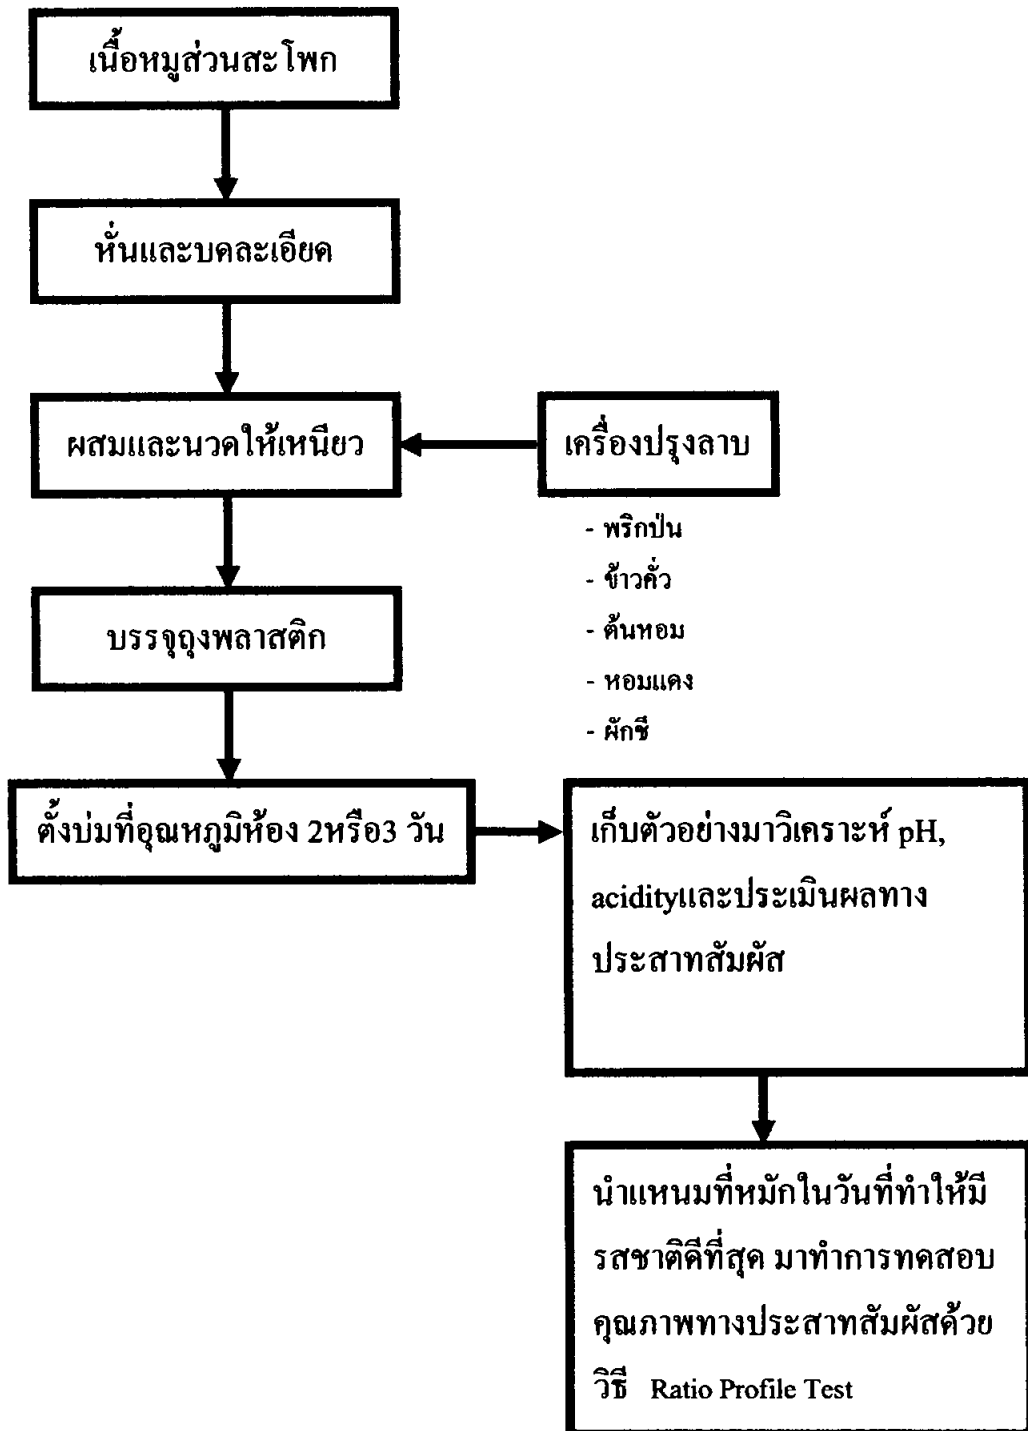 เนื้อหมูส่วนสะโพก
หั่นและบดละเอียด
ผสมและนวดให้เหนียว
เครื่องปรุงลาบ
- พริกป่น
- ข้าวคั่ว
- ต้นหอม
- หอมแดง
- ผักชี
บรรจุถุงพลาสติก
ตั้งบ่มที่อุณหภูมิห้อง 2หรือ3 วัน
เก็บตัวอย่างมาวิเคราะห์ pH,
acidityและประเมินผลทาง
ประสาทสัมผัส
นำแหนมที่หมักในวันที่ทำให้มี
รสชาติดีที่สุด มาทำการทดสอบ
คุณภาพทางประสาทสัมผัสด้วย
วิธี Ratio Profile Test